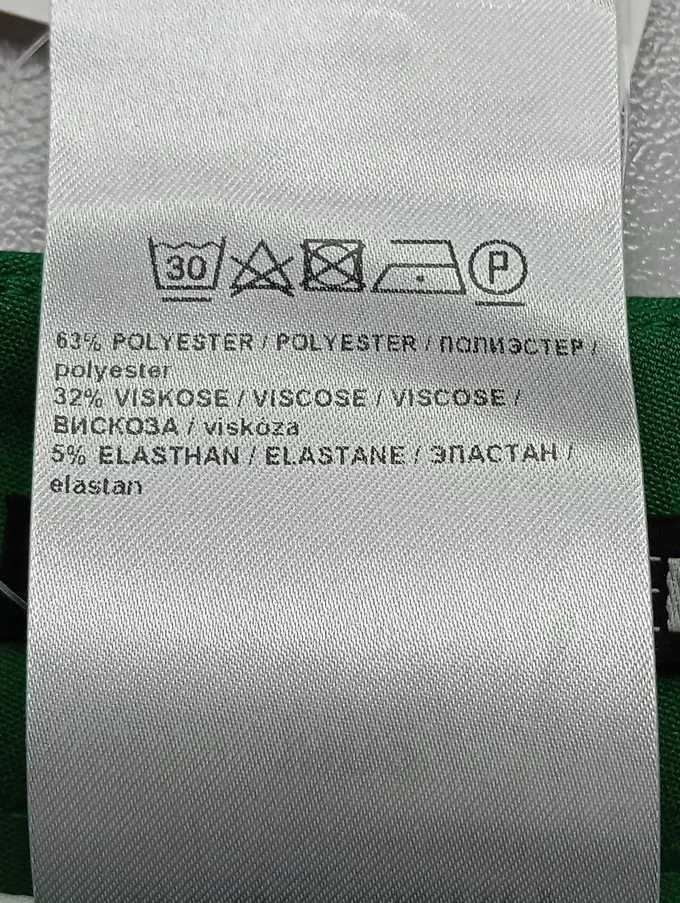 30 P
63% POLYESTER / POLYESTER / ПОЛИЭСТЕР /
polyester
32% VISKOSE / VISCOSE / VISCOSE /
ВИСКОЗА / viskóza
5% ELASTHAN / ELASTANE / ЭЛАСТАН /
elastan